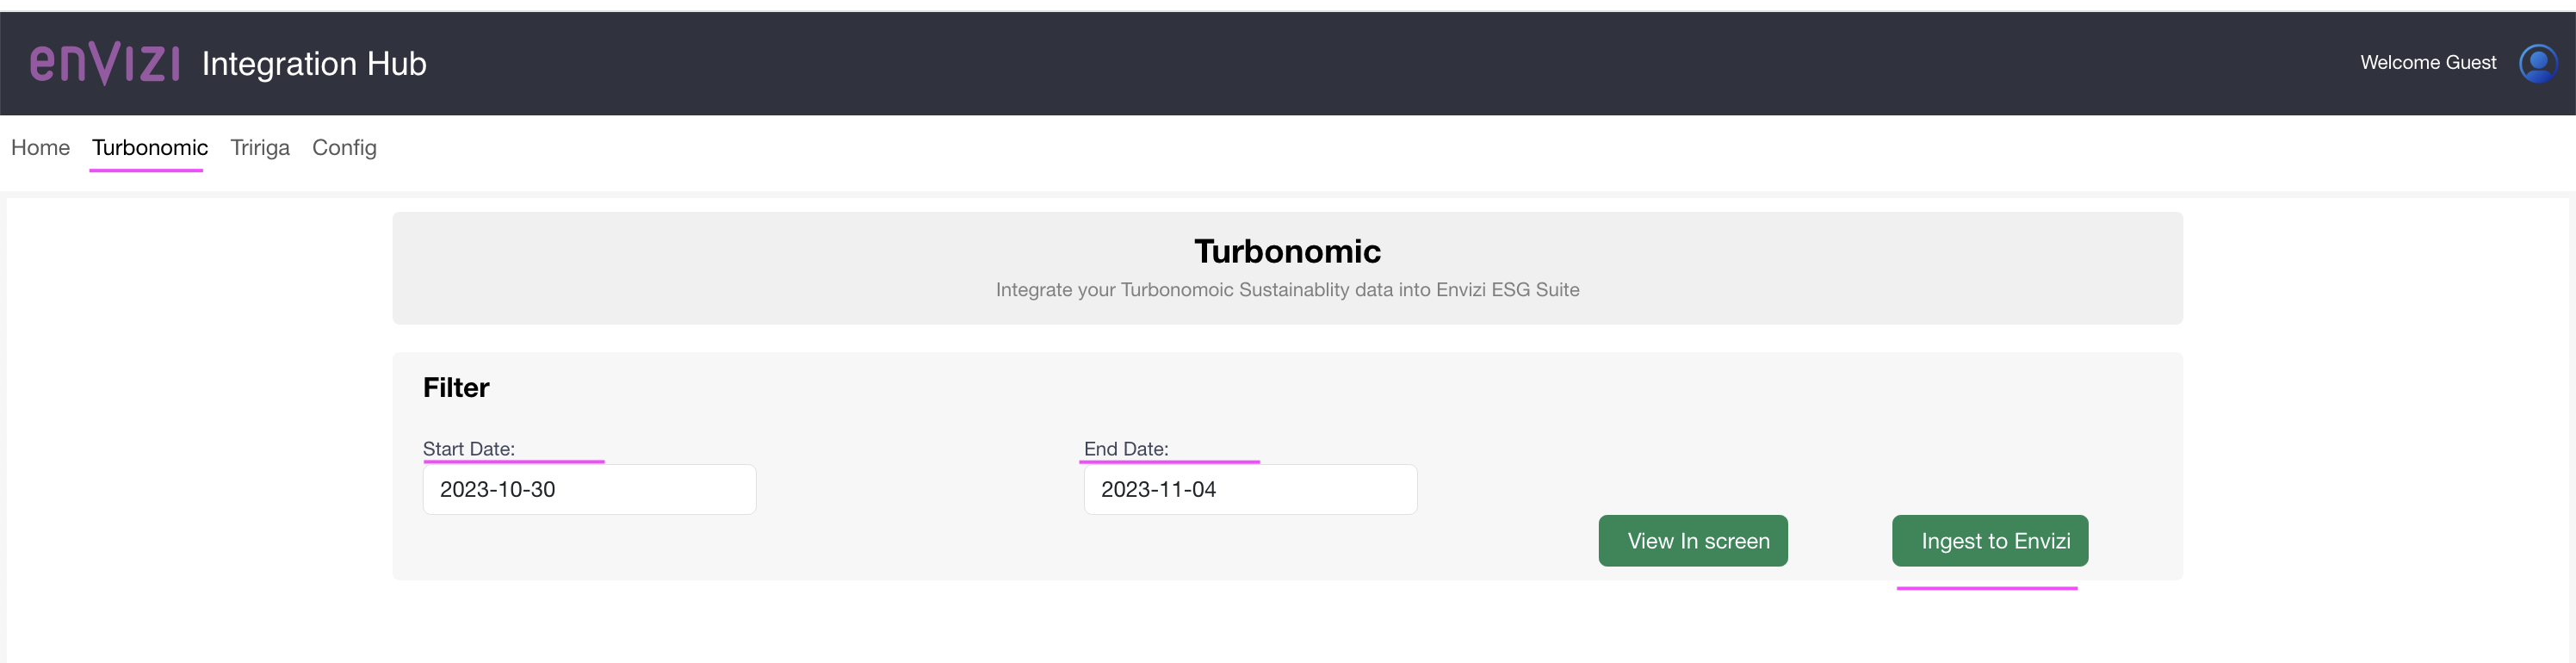 enVizi Integration Hub
Welcome Guest
Home Turbonomic Tririga Config
Turbonomic
Integrate your Turbonomoic Sustainablity data into Envizi ESG Suite
Filter
Start Date: End Date:
2023-10-30 2023-11-04
View In screen Ingest to Envizi